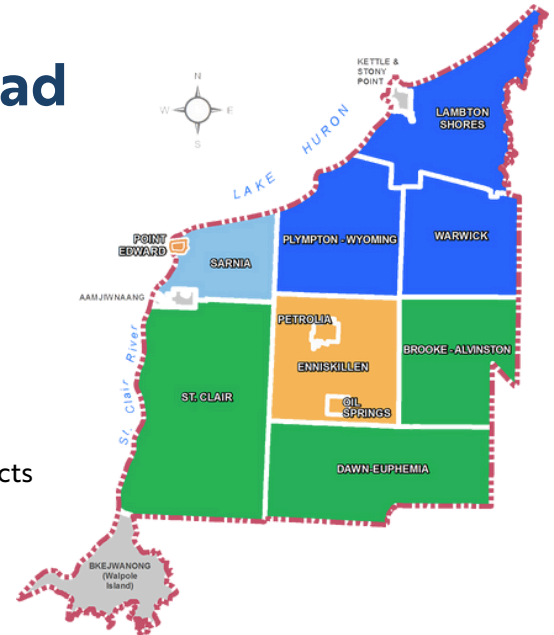 ad
N
W
E
S
KETTLE &
STONY
POINT
LAMBTON
SHORES
LAKE HURON
POINT
EDWARD
SARNIA
PLYMPTON - WYOMING
WARWICK
AAMJIWNAANG
PETROLIA
BROOKE - ALVINSTON
ENNISKILLEN
St. Clair River
ST. CLAIR
OIL
SPRINGS
DAWN-EUPHEMIA
cts
BKEJWANONG
(Walpole
Island)